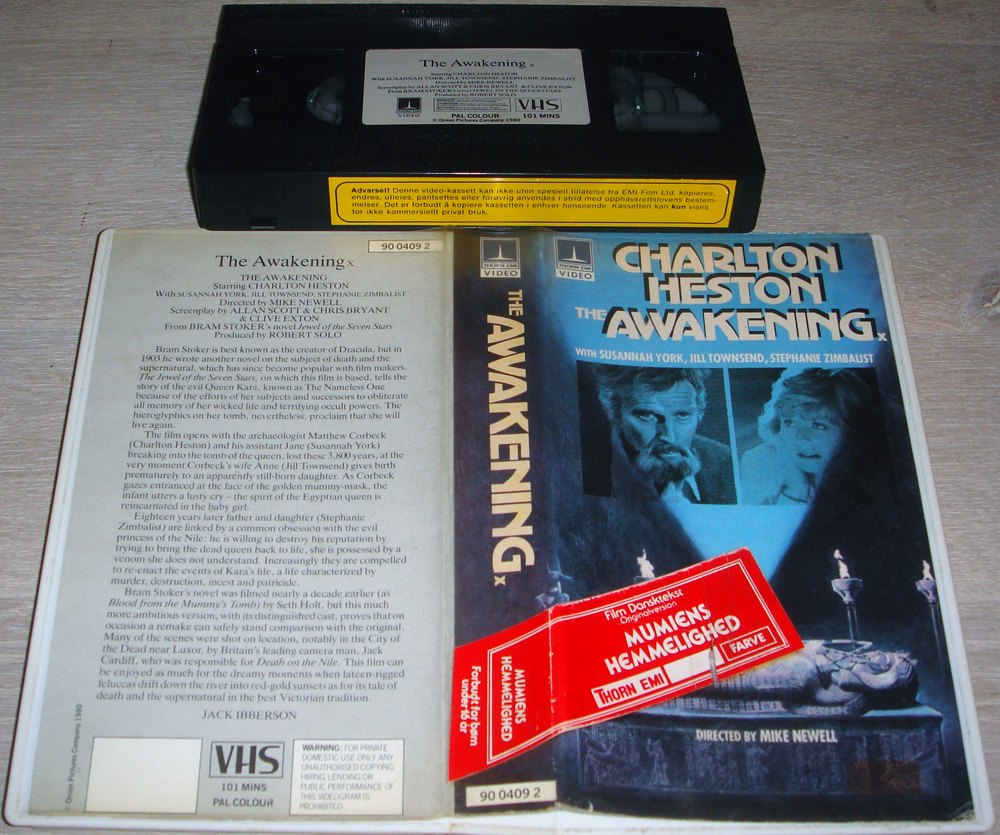 The Awakening x
Starring CHARLTON HESTON
With SUSANNAH YORK, JILL TOWNSEND, STEPHANIE ZIMBALIST
Directed by MIKE NEWELL
Screenplay by ALLAN SCOTT & CHRIS BRYANT & CLIVE EXTON
From BRAM STOKER's novel JEWEL OF THE SEVEN STARS
Produced by ROBERT SOLO
THORN EMI
VIDEO
VHS
PAL COLOUR
101 MINS
© Orion Pictures Company 1980
Advarsel! Denne video-kassett kan ikke uten spesiell tillatelse fra EMI Film Ltd. kopieres,
endres, utleies, pantsettes eller forøvrig anvendes i strid med opphavsrettslovens bestem-
melser. Det er forbudt å kopiere kassetten i enhver henseende. Kassetten kan kun vises
for ikke kommersiellt privat bruk.
90 0409 2
The Awakening x
THE AWAKENING
Starring CHARLTON HESTON
With SUSANNAH YORK, JILL TOWNSEND, STEPHANIE ZIMBALIST
Directed by MIKE NEWELL
Screenplay by ALLAN SCOTT & CHRIS BRYANT
& CLIVE EXTON
From BRAM STOKER's novel Jewel of the Seven Stars
Produced by ROBERT SOLO
Bram Stoker is best known as the creator of Dracula, but in
1903 he wrote another novel on the subject of death and the
supernatural, which has since become popular with film makers.
The Jewel of the Seven Stars, on which this film is based, tells the
story of the evil Queen Kara, known as The Nameless One
because of the efforts of her subjects and successors to obliterate
all memory of her wicked life and terrifying occult powers. The
hieroglyphics on her tomb, nevertheless, proclaim that she will
live again.
The film opens with the archaeologist Matthew Corbeck
(Charlton Heston) and his assistant Jane (Susannah York)
breaking into the tomb of the queen, lost these 3,800 years, at the
very moment Corbeck's wife Anne (Jill Townsend) gives birth
prematurely to an apparently still-born daughter. As Corbeck
gazes entranced at the face of the golden mummy-mask, the
infant utters a lusty cry – the spirit of the Egyptian queen is
reincarnated in the baby girl.
Eighteen years later father and daughter (Stephanie
Zimbalist) are linked by a common obsession with the evil
princess of the Nile: he is willing to destroy his reputation by
trying to bring the dead queen back to life, she is possessed by a
venom she does not understand. Increasingly they are compelled
to re-enact the events of Kara's life, a life characterized by
murder, destruction, incest and patricide.
Bram Stoker's novel was filmed nearly a decade earlier (as
Blood from the Mummy's Tomb) by Seth Holt, but this much
more ambitious version, with its distinguished cast, proves that on
occasion a remake can safely stand comparison with the original.
Many of the scenes were shot on location, notably in the City of
the Dead near Luxor, by Britain's leading camera man, Jack
Cardiff, who was responsible for Death on the Nile. This film can
be enjoyed as much for the dreamy moments when lateen-rigged
feluccas drift down the river into red-gold sunsets as for its tale of
death and the supernatural in the best Victorian tradition.
JACK IBBERSON
© Orion Pictures Company 1980
VHS
101 MINS
PAL COLOUR
WARNING: FOR PRIVATE
DOMESTIC USE ONLY ANY
UNAUTHORISED COPYING,
HIRING, LENDING OR
PUBLIC PERFORMANCE OF
THIS VIDEOGRAM IS
PROHIBITED
THORN EMI
VIDEO
THE AWAKENING x
MUMIENS
HEMMELIGHED
Forbudt for børn
under 16 år
90 0409 2
THORN EMI
VIDEO
CHARLTON
HESTON
THE AWAKENING x
WITH SUSANNAH YORK, JILL TOWNSEND, STEPHANIE ZIMBALIST
Film Dansktekst
Originalversion
MUMIENS
HEMMELIGHED
THORN EMI
FARVE
DIRECTED BY MIKE NEWELL